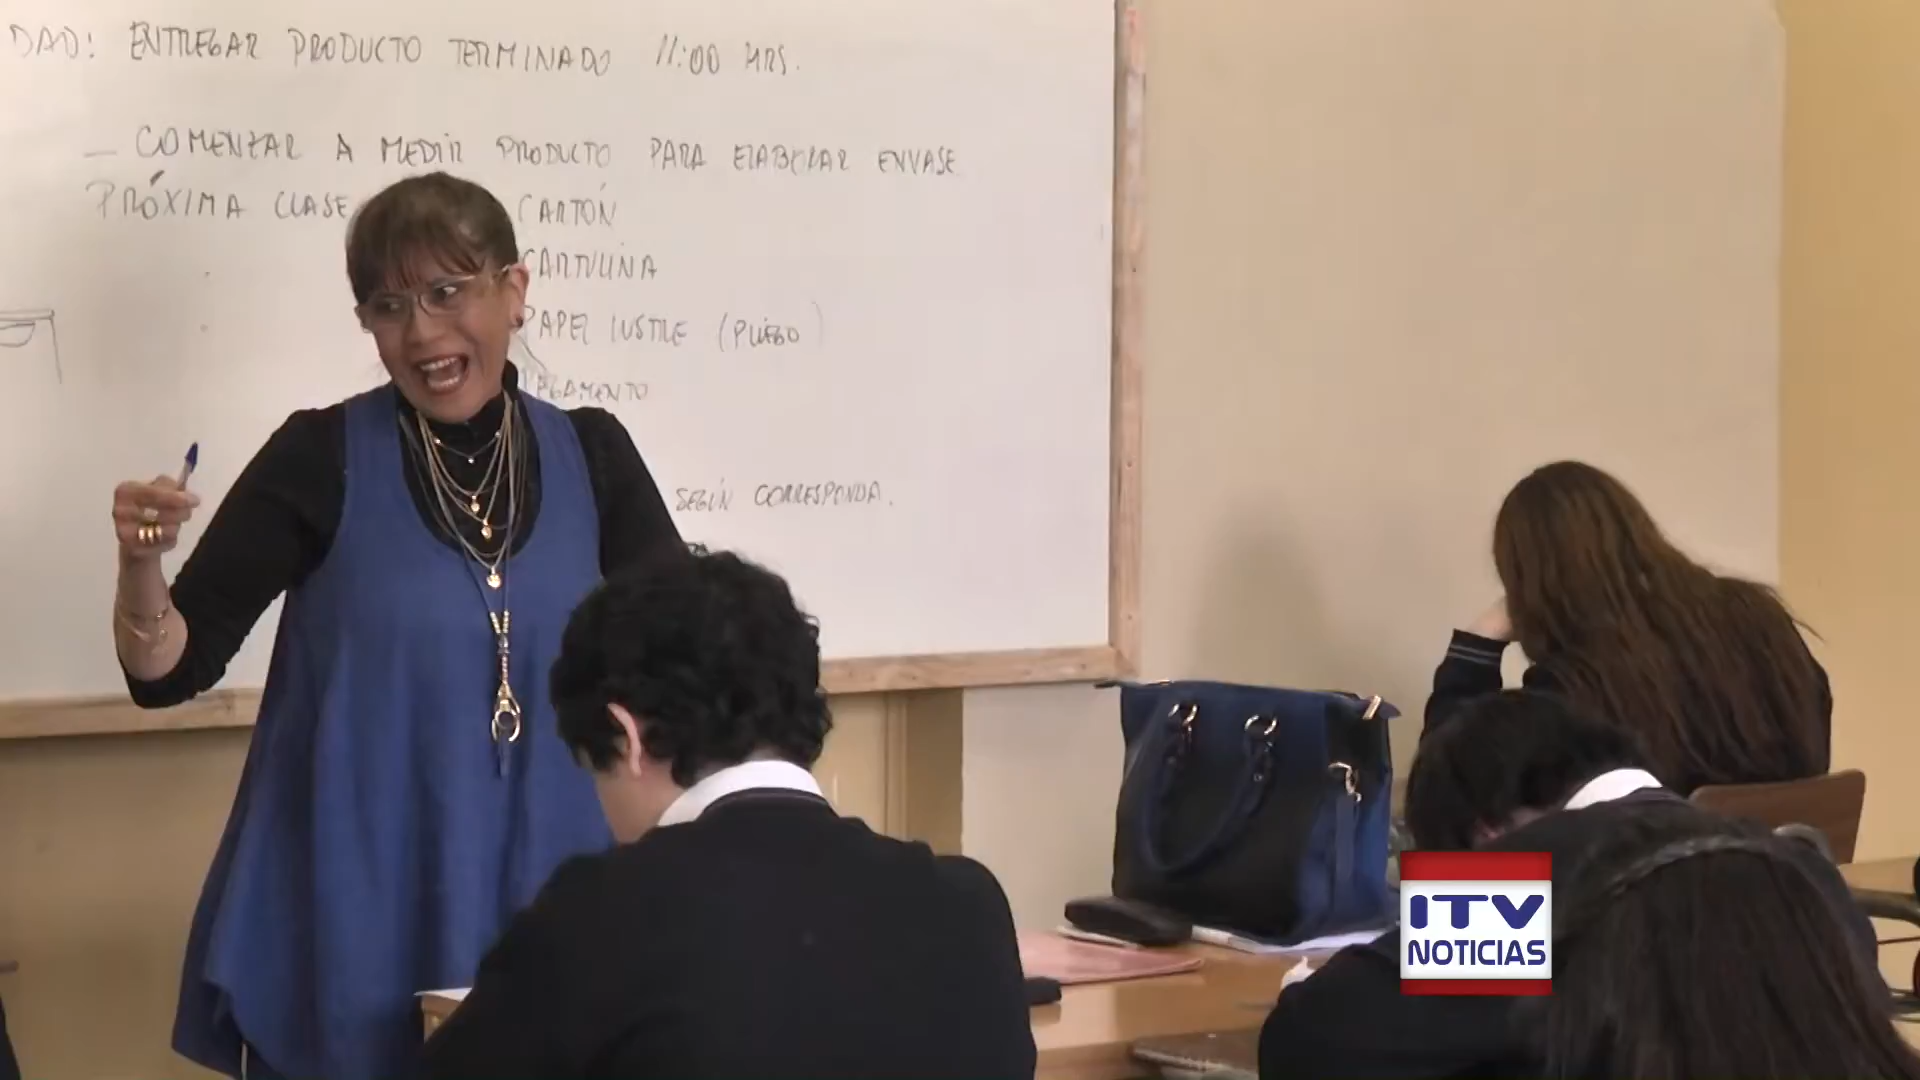 DAD: ENTREGAR PRODUCTO TERMINADO 11:00 HRS.
— COMENZAR A MEDIR PRODUCTO PARA ELABORAR ENVASE
PRÓXIMA CLASE CARTÓN
CARTULINA
PAPEL LUSTRE (PLIEGO)
EGAMENTO
SEGÚN CORRESPONDA.
ITV
NOTICIAS